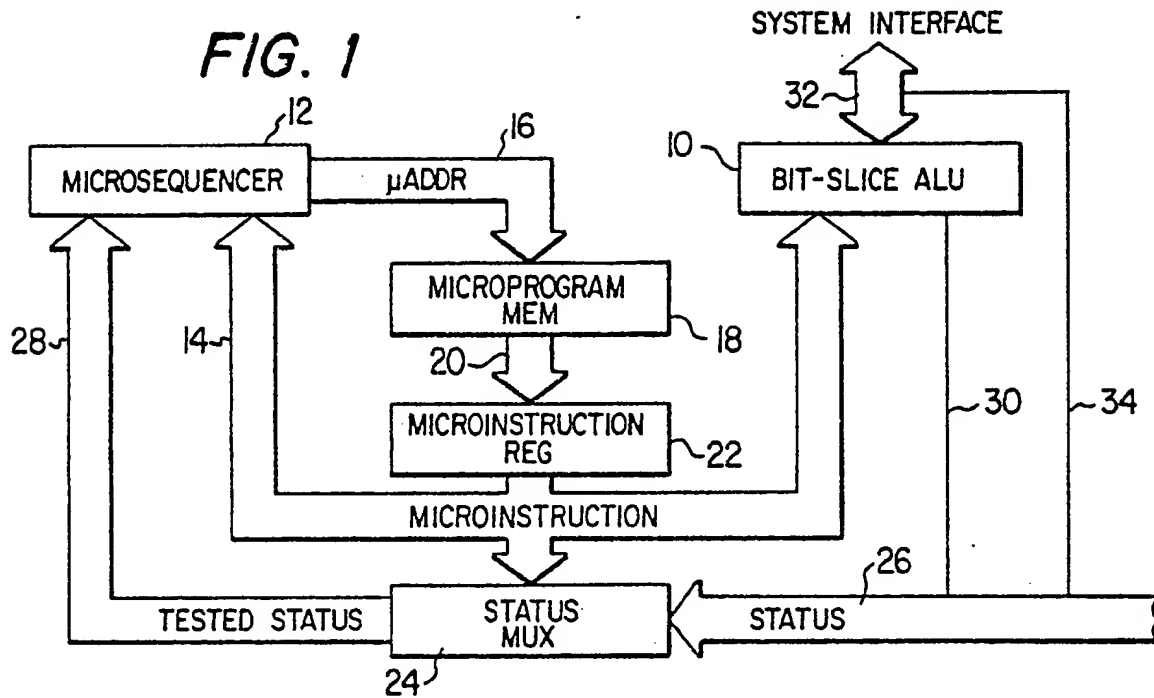 FIG. 1
SYSTEM INTERFACE
32
12
16
10
MICROSEQUENCER
µADDR
BIT-SLICE ALU
MICROPROGRAM
MEM
28
14
18
20
30
34
MICROINSTRUCTION
REG
22
MICROINSTRUCTION
26
TESTED STATUS
STATUS
MUX
STATUS
24